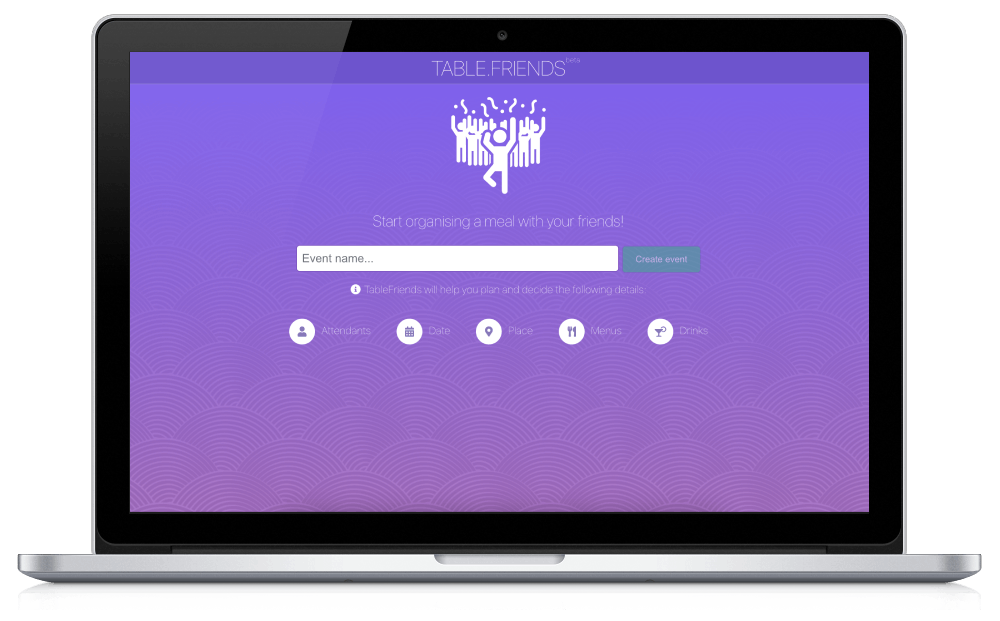 TABLE.FRIENDS beta
Start organising a meal with your friends!
Event name... Create event
TableFriends will help you plan and decide the following details:
Attendants Date Place Menus Drinks